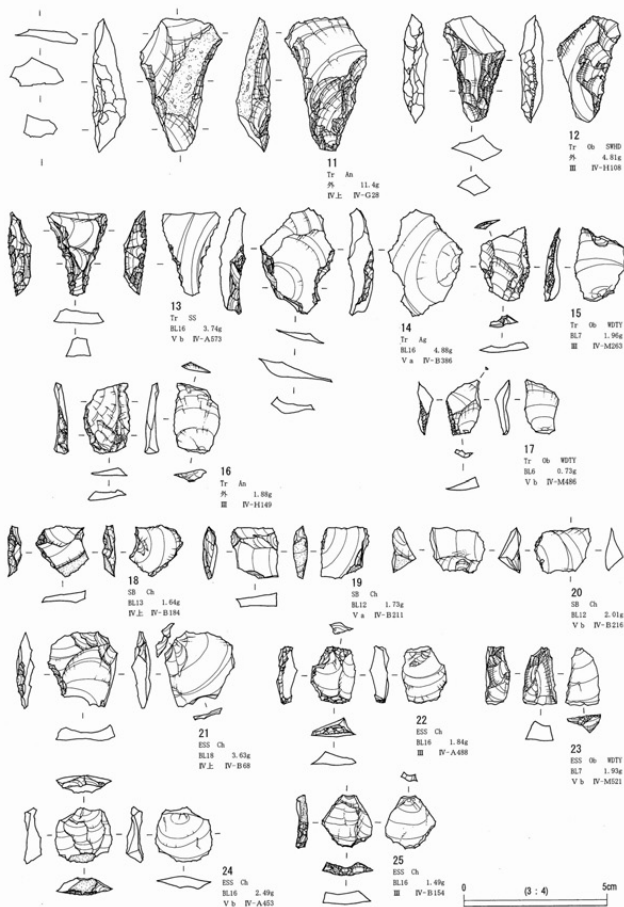 11
Tr An
外 11.4g
Ⅳ上 Ⅳ-G28
12
Tr Ob SWHD
外 4.81g
Ⅲ Ⅳ-H108
13
Tr SS
BL16 3.74g
Ⅴb Ⅳ-A573
14
Tr Ag
BL16 4.88g
Ⅴa Ⅳ-B386
15
Tr Ob WDTY
BL7 1.96g
Ⅲ Ⅳ-M263
16
Tr An
外 1.88g
Ⅲ Ⅳ-H149
17
Tr Ob WDTY
BL6 0.73g
Ⅴb Ⅳ-M486
18
SB Ch
BL13 1.64g
Ⅳ上 Ⅳ-B194
19
SB Ch
BL12 1.73g
Ⅴa Ⅳ-B211
20
SB Ch
BL12 2.01g
Ⅴb Ⅳ-B216
21
ESS Ch
BL18 3.63g
Ⅳ上 Ⅳ-B68
22
ESS Ch
BL16 1.84g
Ⅲ Ⅳ-A488
23
ESS Ob WDTY
BL7 1.93g
Ⅴb Ⅳ-M521
24
ESS Ch
BL16 2.49g
Ⅴb Ⅳ-A453
25
ESS Ch
BL16 1.49g
Ⅲ Ⅳ-B154
0 (3 : 4) 5cm